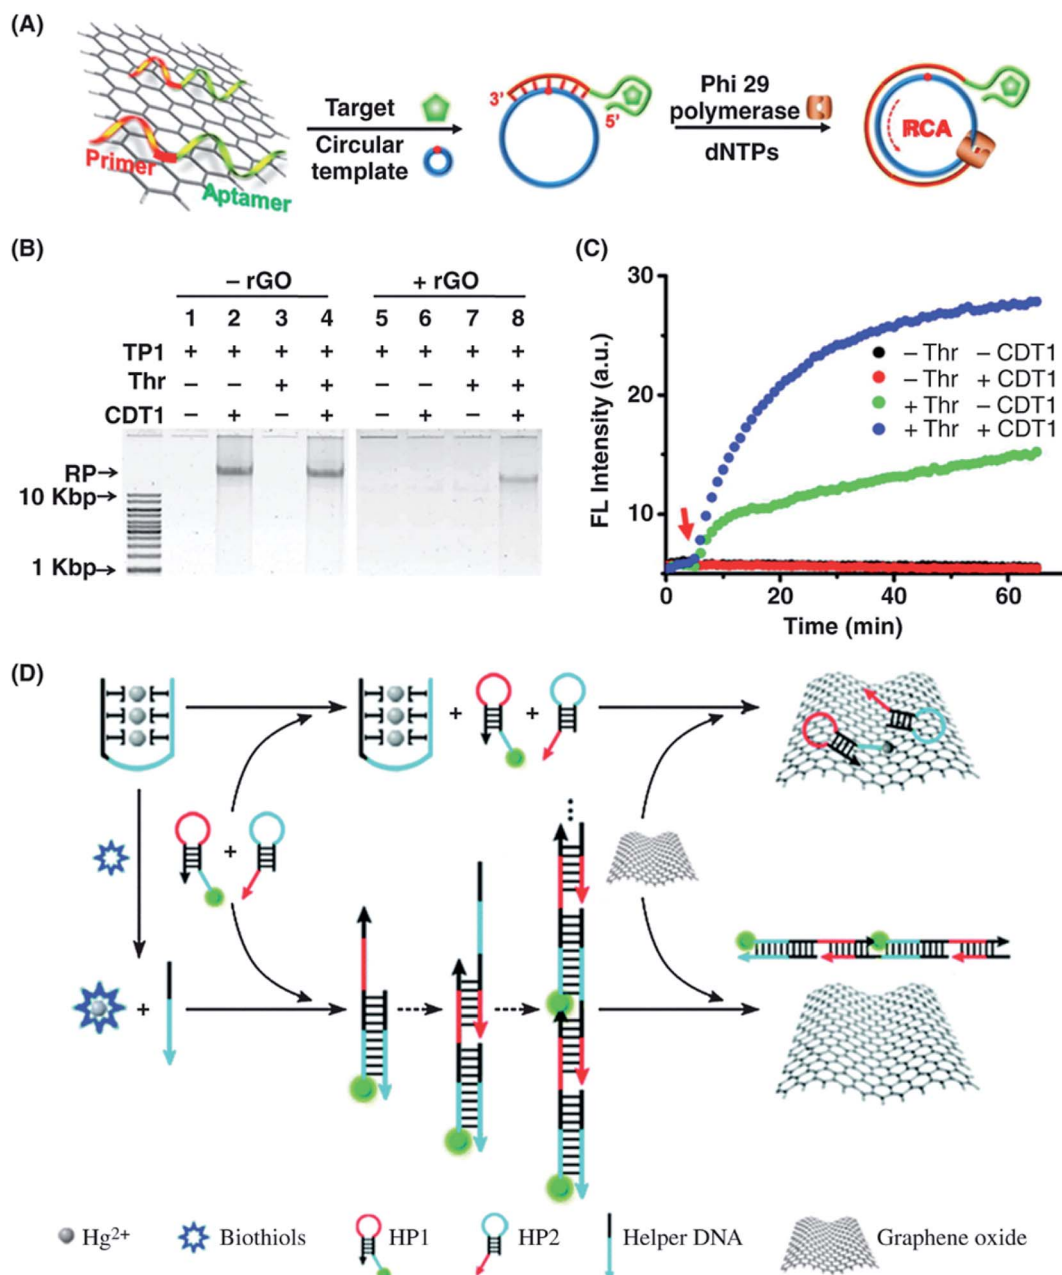 (A)
Primer
Aptamer
Target
Circular
template
3'
5'
Phi 29
polymerase
dNTPs
RCA
(B)
– rGO
+ rGO
1 2 3 4 5 6 7 8
TP1 + + + + + + + +
Thr – – + + – – + +
CDT1 – + – + – + – +
RP
10 Kbp
1 Kbp
(C)
FL Intensity (a.u.)
30
20
10
– Thr – CDT1
– Thr + CDT1
+ Thr – CDT1
+ Thr + CDT1
0 20 40 60
Time (min)
(D)
+ +
+
+
Hg2+
Biothiols
HP1
HP2
Helper DNA
Graphene oxide